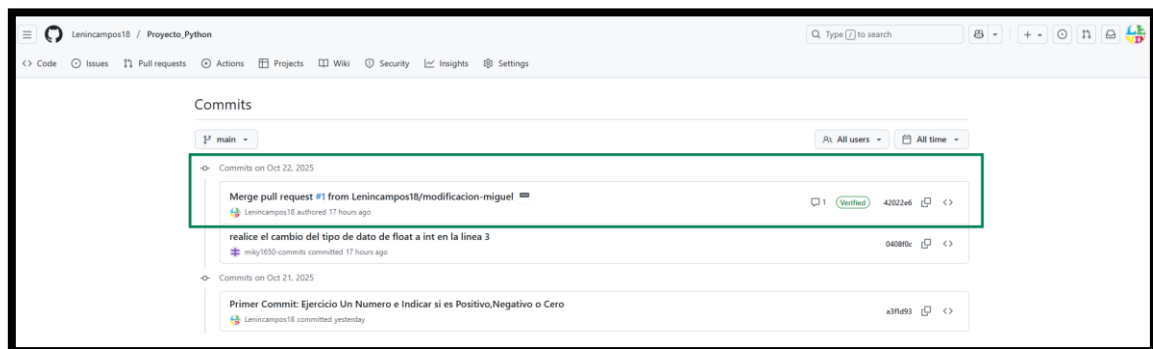 Lenincampos18 / Proyecto_Python
Type / to search
Code Issues Pull requests Actions Projects Wiki Security Insights Settings
Commits
main All users All time
Commits on Oct 22, 2025
Merge pull request #1 from Lenincampos18/modificacion-miguel
1 Verified 42022e6
Lenincampos18 authored 17 hours ago
realice el cambio del tipo de dato de float a int en la linea 3
0408f0c
miky1650-commits committed 17 hours ago
Commits on Oct 21, 2025
Primer Commit: Ejercicio Un Numero e Indicar si es Positivo,Negativo o Cero
a3f1d93
Lenincampos18 committed yesterday